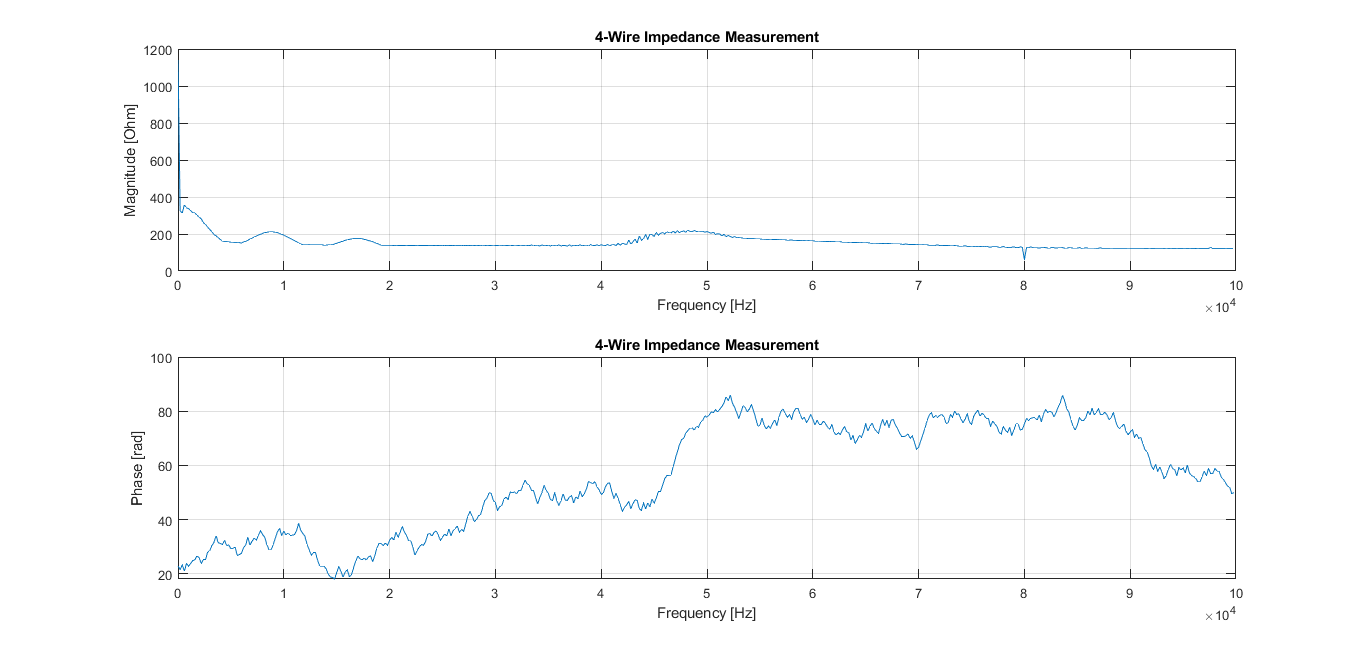 4-Wire Impedance Measurement
1200
1000
800
600
400
200
0
Magnitude [Ohm]
0 1 2 3 4 5 6 7 8 9 10
Frequency [Hz]
×10^4
4-Wire Impedance Measurement
100
80
60
40
20
Phase [rad]
0 1 2 3 4 5 6 7 8 9 10
Frequency [Hz]
×10^4